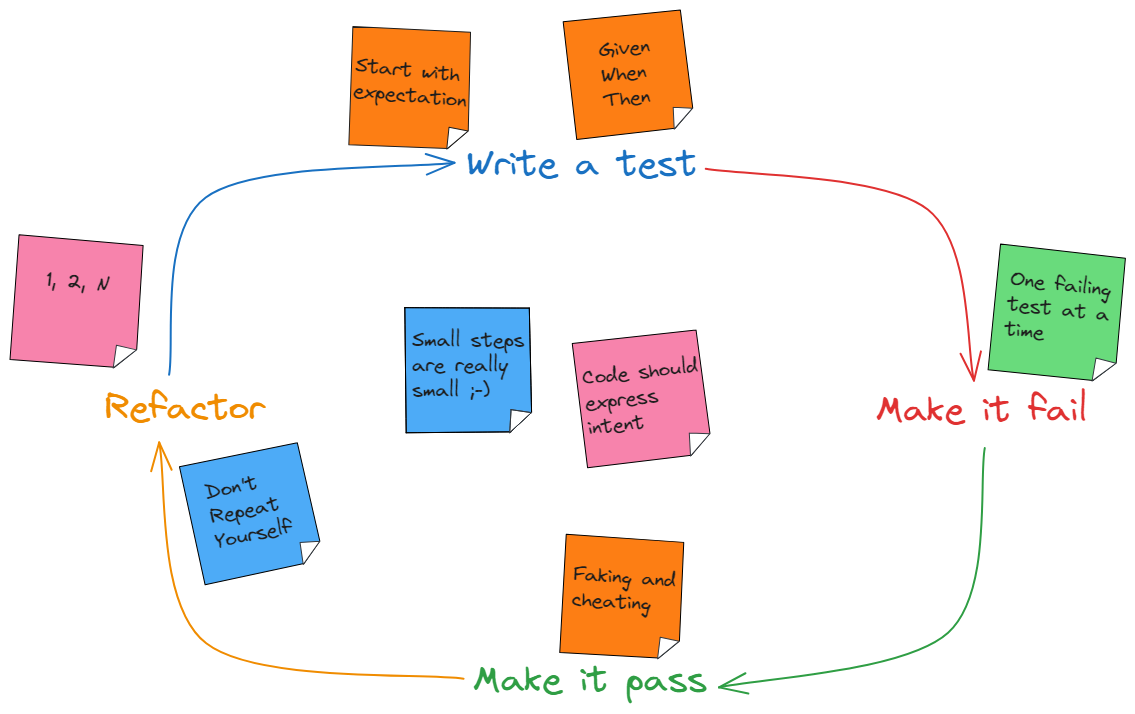 Start with
expectation
Given
When
Then
Write a test
1, 2, N
One failing
test at a
time
Small steps
are really
small ;-)
Code should
express
intent
Refactor
Make it fail
Don't
Repeat
Yourself
Faking and
cheating
Make it pass